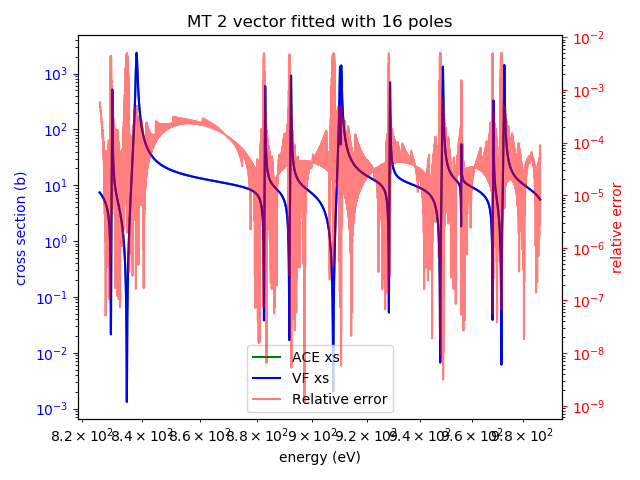 MT 2 vector fitted with 16 poles
cross section (b)
10³
10²
10¹
10⁰
10⁻¹
10⁻²
10⁻³
10⁻²
10⁻³
10⁻⁴
10⁻⁵
10⁻⁶
10⁻⁷
10⁻⁸
10⁻⁹
relative error
ACE xs
VF xs
Relative error
8.2 × 10² 8.4 × 10² 8.6 × 10² 8.8 × 10² 9 × 10² 9.2 × 10² 9.4 × 10² 9.6 × 10² 9.8 × 10²
energy (eV)